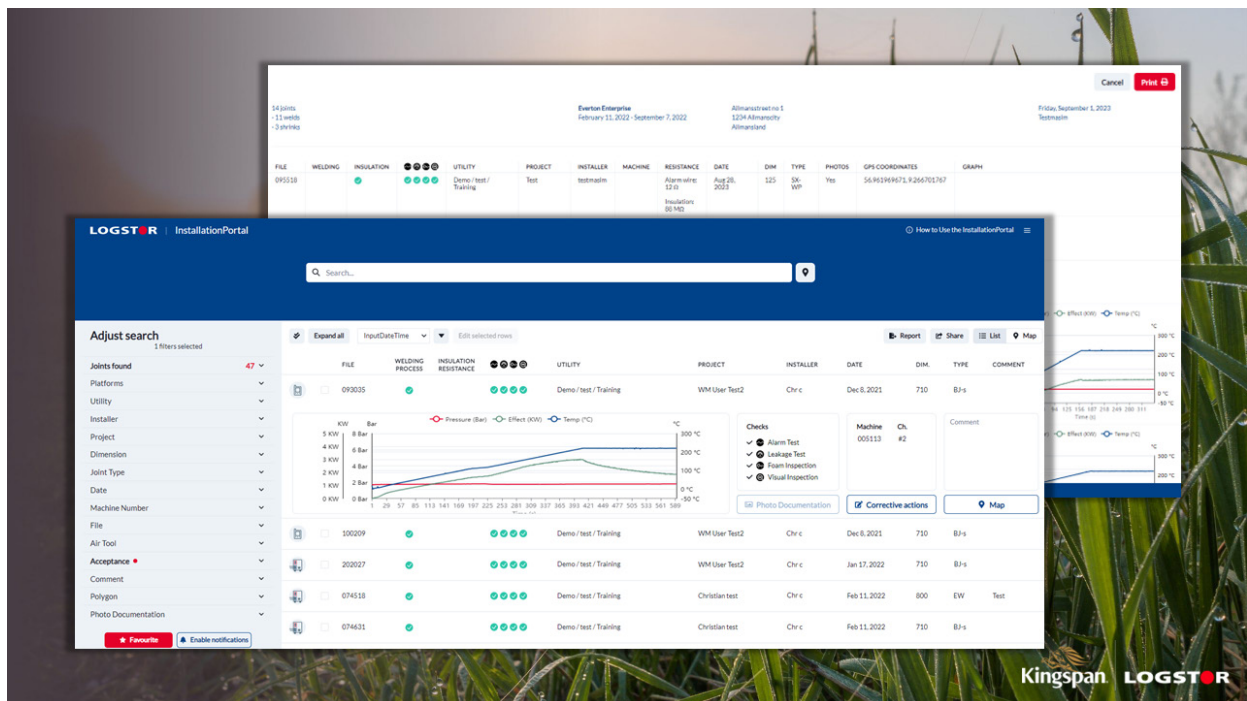 Cancel Print
14 joints
- 11 welds
- 3 shrinks
Everton Enterprise
February 11, 2022 - September 7, 2022
Allmansstreet no 1
1234 Allmanscity
Allmansland
Friday, September 1, 2023
Testmaslm
FILE WELDING INSULATION UTILITY PROJECT INSTALLER MACHINE RESISTANCE DATE DIM TYPE PHOTOS GPS COORDINATES GRAPH
095518 Demo / test / Training Test testmaslm Alarm wire: 12 Ω Insulation: 80 MΩ Aug 28, 2023 125 SX-WP Yes 56.961969671, 9.266701767
LOGSTOR | InstallationPortal
How to Use the InstallationPortal
Search...
Adjust search
1 filters selected
Joints found 47
Platforms
Utility
Installer
Project
Dimension
Joint Type
Date
Machine Number
File
Air Tool
Acceptance
Comment
Polygon
Photo Documentation
Favourite Enable notifications
Expand all InputDateTime Edit selected rows Report Share List Map
FILE WELDING PROCESS INSULATION RESISTANCE UTILITY PROJECT INSTALLER DATE DIM. TYPE COMMENT
093035 Demo / test / Training WM User Test2 Chr c Dec 8, 2021 710 BJ-s
KW Bar Pressure (Bar) Effect (KW) Temp (°C) °C
5 KW 8 Bar 300 °C
4 KW 6 Bar 200 °C
3 KW 4 Bar 100 °C
2 KW 2 Bar 0 °C
1 KW 0 Bar -50 °C
0 KW
1 29 57 85 113 141 169 197 225 253 281 309 337 365 393 421 449 477 505 533 561 589
Checks
Alarm Test
Leakage Test
Foam Inspection
Visual Inspection
Machine Ch.
005113 #2
Comment
Photo Documentation Corrective actions Map
100209 Demo / test / Training WM User Test2 Chr c Dec 8, 2021 710 BJ-s
202027 Demo / test / Training WM User Test2 Chr c Jan 17, 2022 710 BJ-s
074518 Demo / test / Training Christian test Chr c Feb 11, 2022 800 EW Test
074631 Demo / test / Training Christian test Chr c Feb 11, 2022 710 BJ-s
Effect (KW) Temp (°C)
°C
300 °C
200 °C
100 °C
0 °C
-50 °C
94 125 156 187 218 249 280 311
Time (s)
Effect (KW) Temp (°C)
°C
300 °C
200 °C
Kingspan LOGSTOR